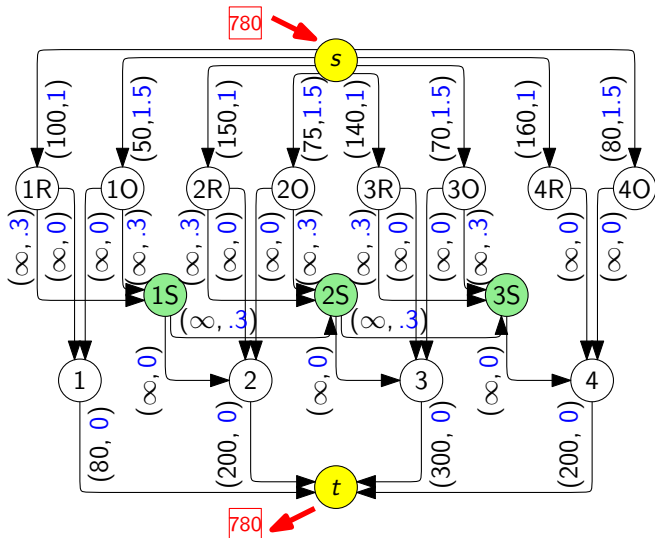 780
s
(100,1)
(50,1.5)
(150,1)
(75,1.5)
(140,1)
(70,1.5)
(160,1)
(80,1.5)
1R
1O
2R
2O
3R
3O
4R
4O
(∞,.3)
(∞,0)
(∞,0)
(∞,.3)
(∞,.3)
(∞,0)
(∞,0)
(∞,.3)
(∞,.3)
(∞,0)
(∞,0)
(∞,.3)
(∞,0)
(∞,0)
1S
2S
3S
(∞,.3)
(∞,.3)
1
(∞,0)
2
(∞,0)
3
(∞,0)
4
(80, 0)
(200, 0)
(300, 0)
(200, 0)
t
780